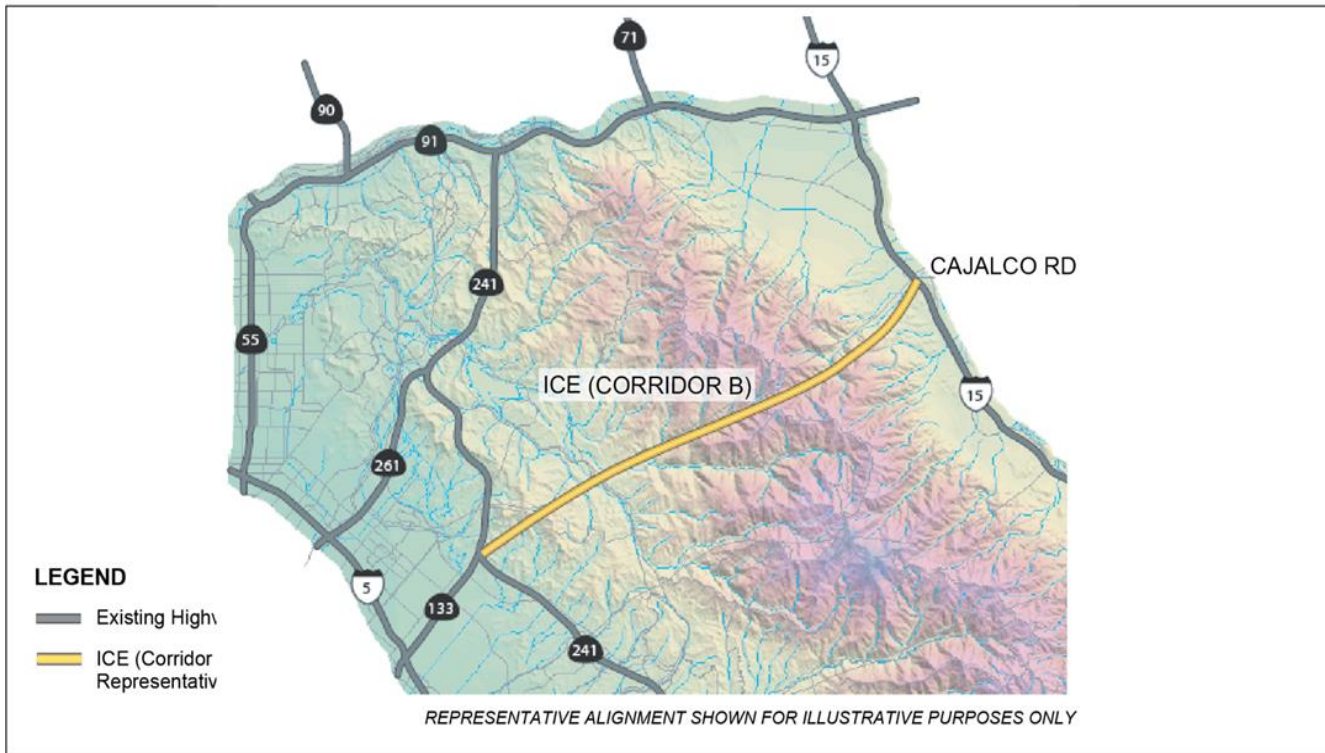 71
15
90
91
241
CAJALCO RD
55
ICE (CORRIDOR B)
15
261
LEGEND
5
Existing High
133
ICE (Corridor
241
Representativ
REPRESENTATIVE ALIGNMENT SHOWN FOR ILLUSTRATIVE PURPOSES ONLY